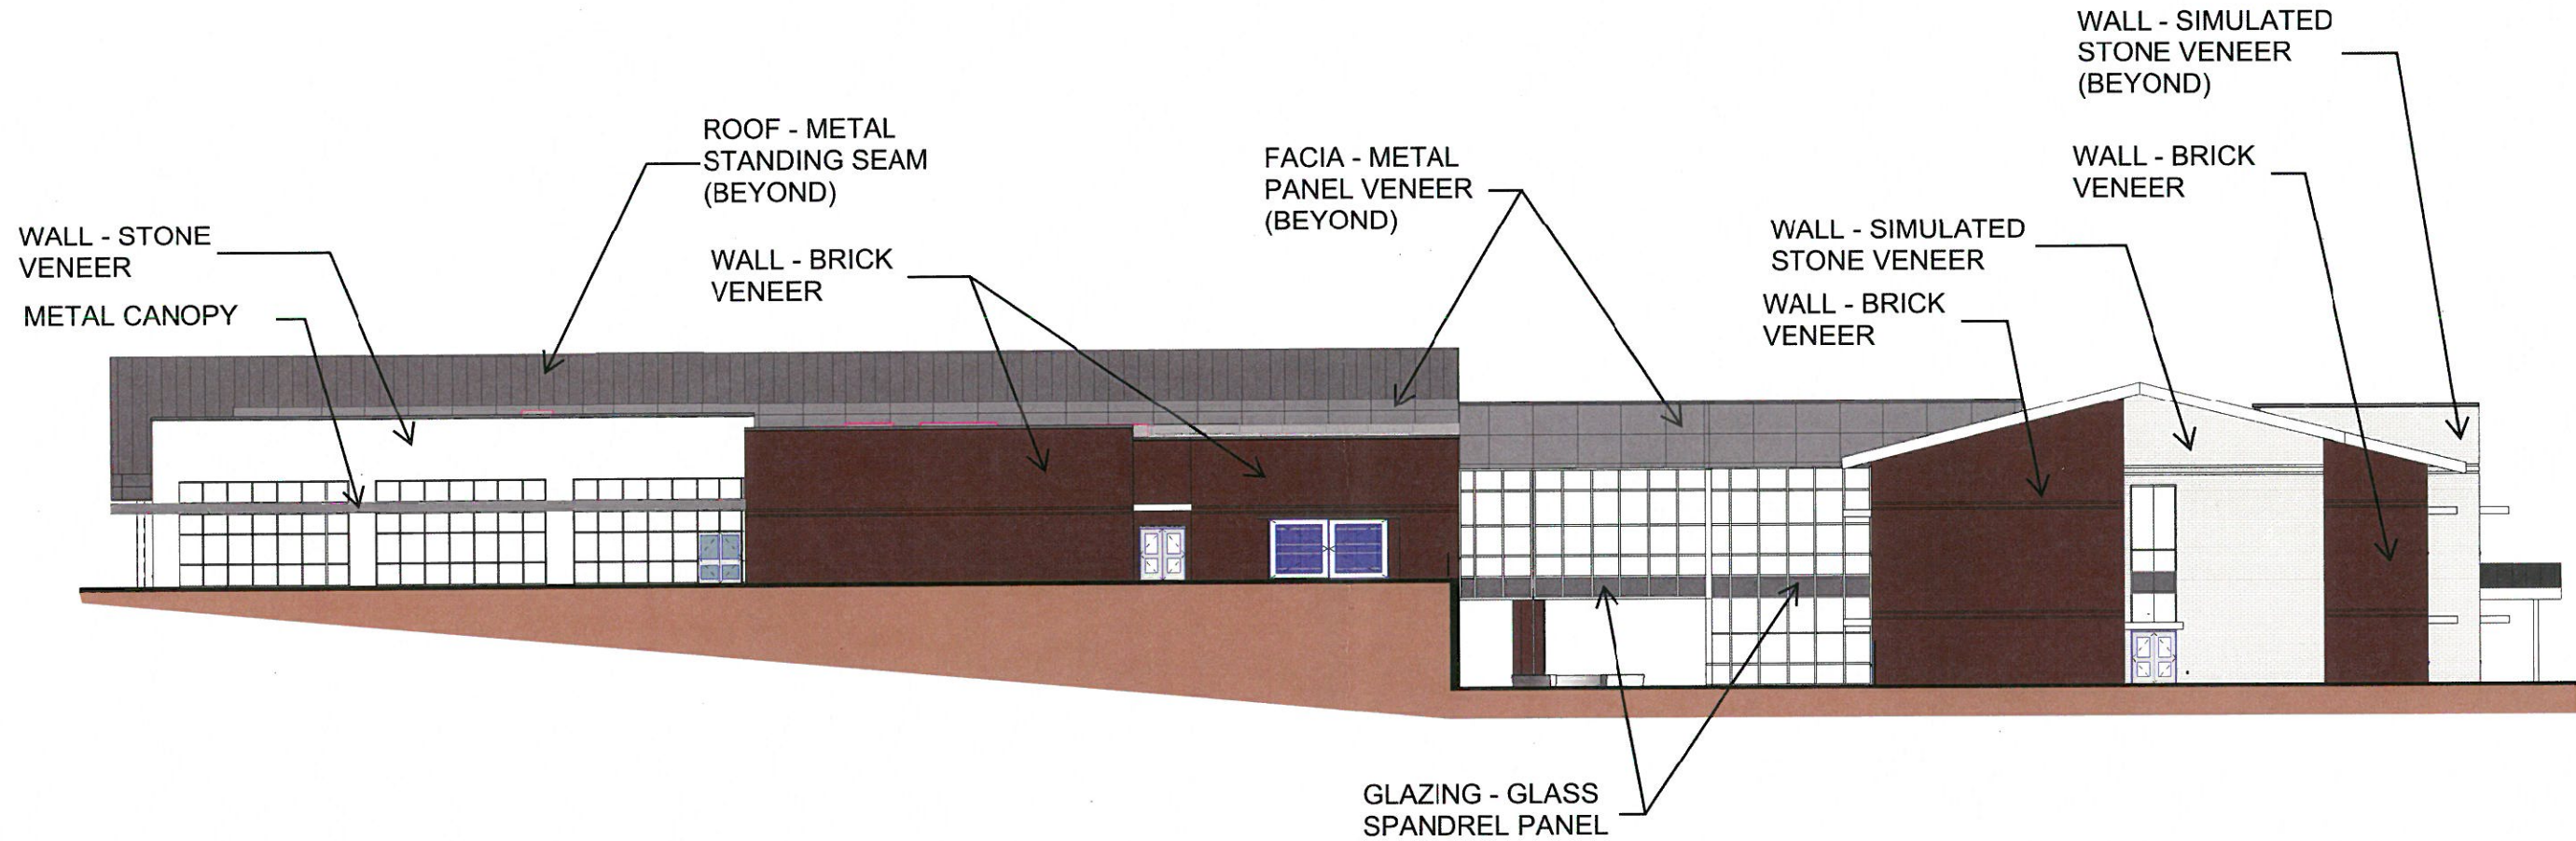 WALL - SIMULATED
STONE VENEER
(BEYOND)
ROOF - METAL
STANDING SEAM
(BEYOND)
FACIA - METAL
PANEL VENEER
(BEYOND)
WALL - BRICK
VENEER
WALL - STONE
VENEER
WALL - BRICK
VENEER
WALL - SIMULATED
STONE VENEER
METAL CANOPY
WALL - BRICK
VENEER
GLAZING - GLASS
SPANDREL PANEL